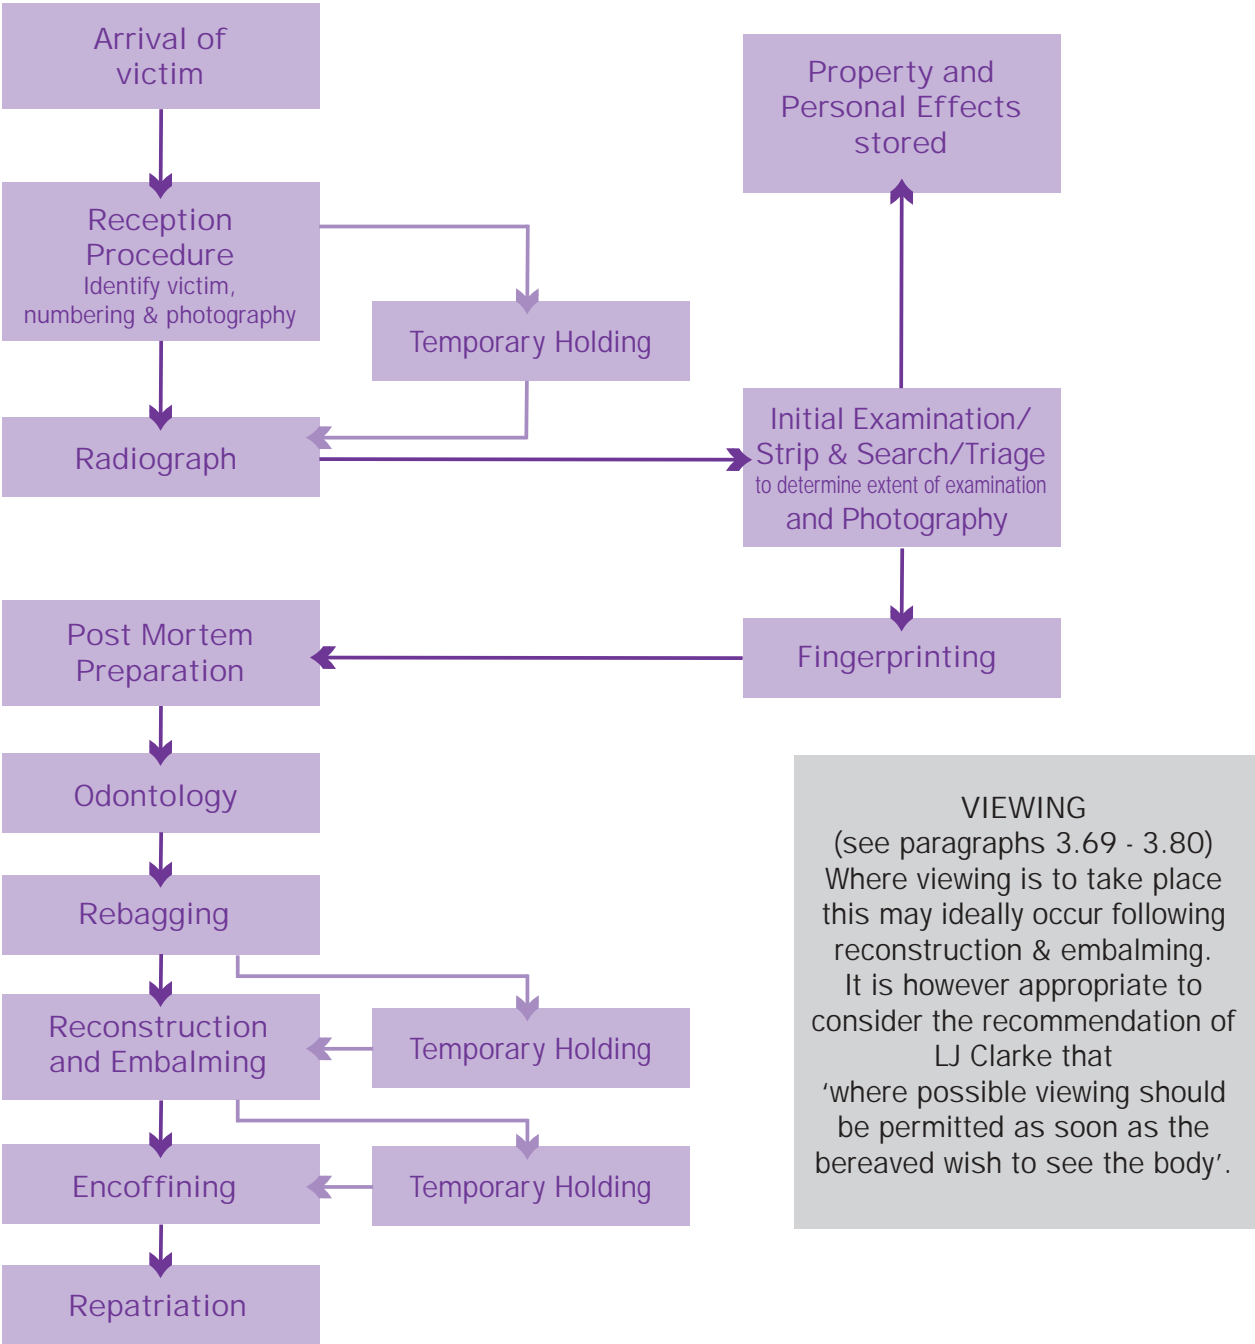 Arrival of
victim
Property and
Personal Effects
stored
Reception
Procedure
Identify victim,
numbering & photography
Temporary Holding
Radiograph
Initial Examination/
Strip & Search/Triage
to determine extent of examination
and Photography
Fingerprinting
Post Mortem
Preparation
Odontology
Rebagging
Reconstruction
and Embalming
Temporary Holding
Encoffining
Temporary Holding
Repatriation
VIEWING
(see paragraphs 3.69 - 3.80)
Where viewing is to take place
this may ideally occur following
reconstruction & embalming.
It is however appropriate to
consider the recommendation of
LJ Clarke that
‘where possible viewing should
be permitted as soon as the
bereaved wish to see the body’.